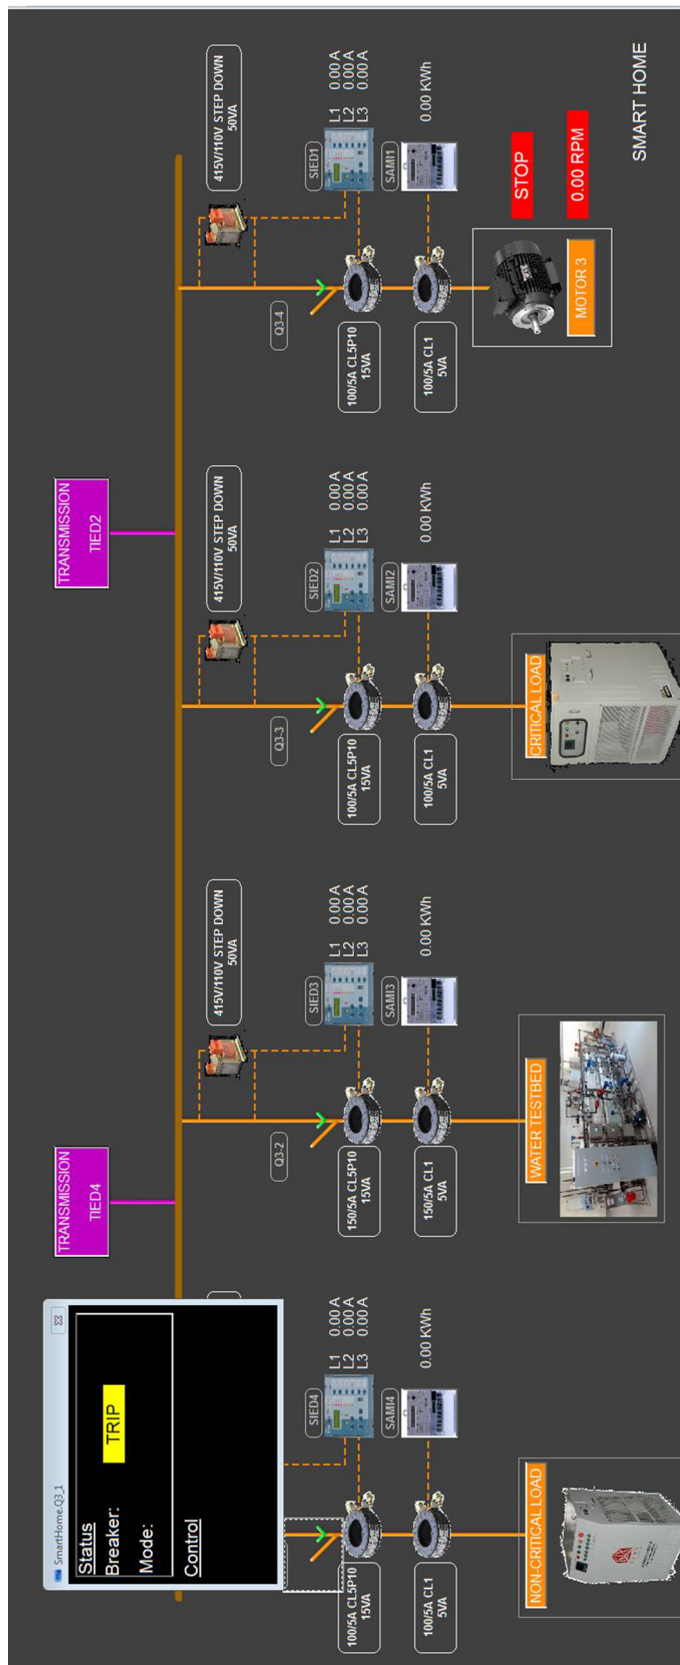 SmartHome.Q3_1
Status
Breaker:
TRIP
Mode:
Control
TRANSMISSION
TIED4
TRANSMISSION
TIED2
415V/110V STEP DOWN
50VA
415V/110V STEP DOWN
50VA
415V/110V STEP DOWN
50VA
Q3-2
Q3-3
Q3-4
100/5A CL5P10
15VA
SIED4
L1 0.00 A
L2 0.00 A
L3 0.00 A
150/5A CL5P10
15VA
SIED3
L1 0.00 A
L2 0.00 A
L3 0.00 A
100/5A CL5P10
15VA
SIED2
L1 0.00 A
L2 0.00 A
L3 0.00 A
100/5A CL5P10
15VA
SIED1
L1 0.00 A
L2 0.00 A
L3 0.00 A
100/5A CL1
5VA
SAMI4
0.00 KWh
150/5A CL1
5VA
SAMI3
0.00 KWh
100/5A CL1
5VA
SAMI2
0.00 KWh
100/5A CL1
5VA
SAMI1
0.00 KWh
NON-CRITICAL LOAD
WATER TESTBED
CRITICAL LOAD
MOTOR 3
STOP
0.00 RPM
SMART HOME